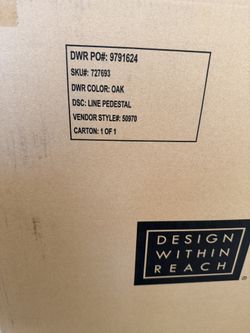 DWR PO#: 9791624
SKU#: 727693
DWR COLOR: OAK
DSC: LINE PEDESTAL
VENDOR STYLE#: 50970
CARTON: 1 OF 1
DESIGN
WITHIN
REACH
®